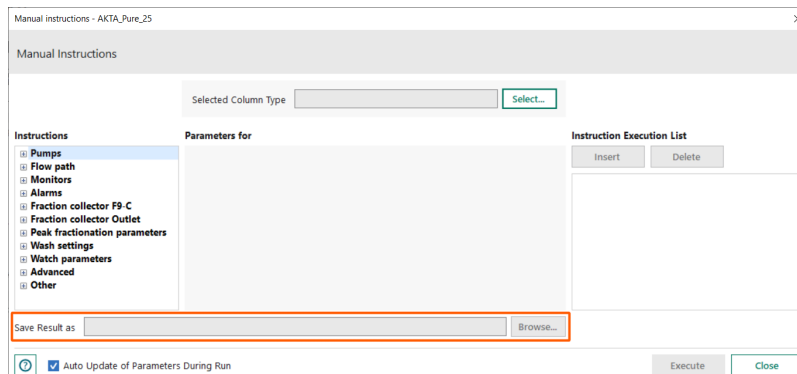 Manual instructions - AKTA_Pure_25
Manual Instructions
Selected Column Type
Select...
Instructions
Pumps
Flow path
Monitors
Alarms
Fraction collector F9-C
Fraction collector Outlet
Peak fractionation parameters
Wash settings
Watch parameters
Advanced
Other
Parameters for
Instruction Execution List
Insert
Delete
Save Result as
Browse...
Auto Update of Parameters During Run
Execute
Close